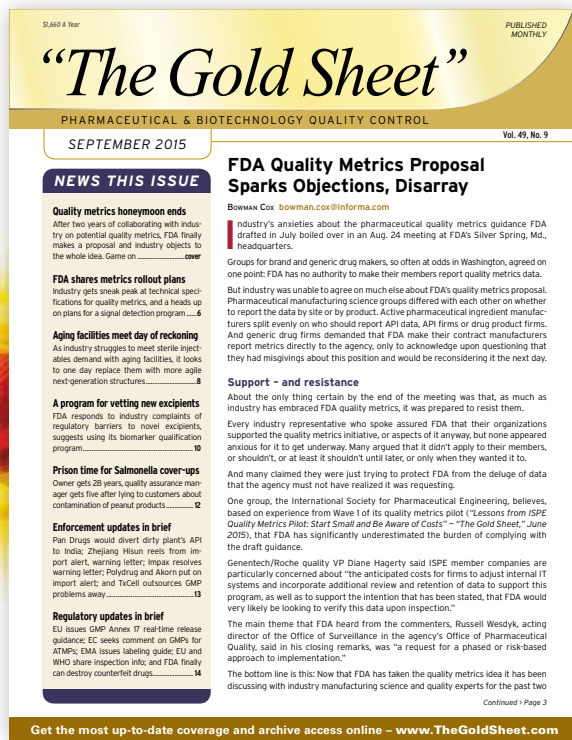 $1,660 A Year
PUBLISHED
MONTHLY
“The Gold Sheet”
PHARMACEUTICAL & BIOTECHNOLOGY QUALITY CONTROL
Vol. 49, No. 9
SEPTEMBER 2015
NEWS THIS ISSUE
Quality metrics honeymoon ends
After two years of collaborating with indus-
try on potential quality metrics, FDA finally
makes a proposal and industry objects to
the whole idea. Game on ..................cover
FDA shares metrics rollout plans
Industry gets sneak peak at technical speci-
fications for quality metrics, and a heads up
on plans for a signal detection program ......6
Aging facilities meet day of reckoning
As industry struggles to meet sterile inject-
ables demand with aging facilities, it looks
to one day replace them with more agile
next-generation structures....................8
A program for vetting new excipients
FDA responds to industry complaints of
regulatory barriers to novel excipients,
suggests using its biomarker qualification
program...........................................10
Prison time for Salmonella cover-ups
Owner gets 28 years, quality assurance man-
ager gets five after lying to customers about
contamination of peanut products ...........12
Enforcement updates in brief
Pan Drugs would divert dirty plant’s API
to India; Zhejiang Hisun reels from im-
port alert, warning letter; Impax resolves
warning letter; Polydrug and Akorn put on
import alert; and TxCell outsources GMP
problems away...................................13
Regulatory updates in brief
EU issues GMP Annex 17 real-time release
guidance; EC seeks comment on GMPs for
ATMPs; EMA issues labeling guide; EU and
WHO share inspection info; and FDA finally
can destroy counterfeit drugs.................14
FDA Quality Metrics Proposal
Sparks Objections, Disarray
Bowman Cox bowman.cox@informa.com
Industry’s anxieties about the pharmaceutical quality metrics guidance FDA
drafted in July boiled over in an Aug. 24 meeting at FDA’s Silver Spring, Md.,
headquarters.
Groups for brand and generic drug makers, so often at odds in Washington, agreed on
one point: FDA has no authority to make their members report quality metrics data.
But industry was unable to agree on much else about FDA’s quality metrics proposal.
Pharmaceutical manufacturing science groups differed with each other on whether
to report the data by site or by product. Active pharmaceutical ingredient manufac-
turers split evenly on who should report API data, API firms or drug product firms.
And generic drug firms demanded that FDA make their contract manufacturers
report metrics directly to the agency, only to acknowledge upon questioning that
they had misgivings about this position and would be reconsidering it the next day.
Support – and resistance
About the only thing certain by the end of the meeting was that, as much as
industry has embraced FDA quality metrics, it was prepared to resist them.
Every industry representative who spoke assured FDA that their organizations
supported the quality metrics initiative, or aspects of it anyway, but none appeared
anxious for it to get underway. Many argued that it didn’t apply to their members,
or shouldn’t, or at least it shouldn’t until later, or only when they wanted it to.
And many claimed they were just trying to protect FDA from the deluge of data
that the agency must not have realized it was requesting.
One group, the International Society for Pharmaceutical Engineering, believes,
based on experience from Wave 1 of its quality metrics pilot (“Lessons from ISPE
Quality Metrics Pilot: Start Small and Be Aware of Costs” – “The Gold Sheet,” June
2015), that FDA has significantly underestimated the burden of complying with
the draft guidance.
Genentech/Roche quality VP Diane Hagerty said ISPE member companies are
particularly concerned about “the anticipated costs for firms to adjust internal IT
systems and incorporate additional review and retention of data to support this
program, as well as to support the intention that has been stated, that FDA would
very likely be looking to verify this data upon inspection.”
The main theme that FDA heard from the commenters, Russell Wesdyk, acting
director of the Office of Surveillance in the agency’s Office of Pharmaceutical
Quality, said in his closing remarks, was “a request for a phased or risk-based
approach to implementation.”
The bottom line is this: Now that FDA has taken the quality metrics idea it has been
discussing with industry manufacturing science and quality experts for the past two
Continued > Page 3
Get the most up-to-date coverage and archive access online – www.TheGoldSheet.com